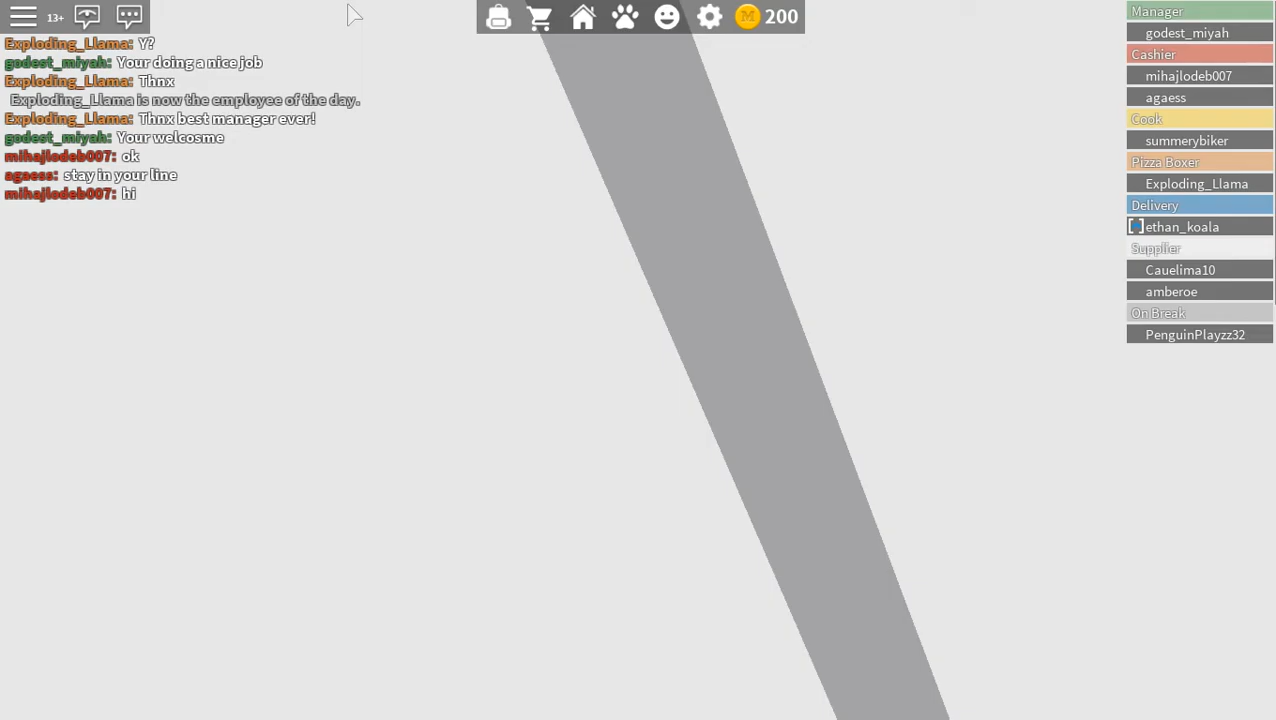 13+
200
Exploding_Llama: Y?
godest_miyah: Your doing a nice job
Exploding_Llama: Thnx
Exploding_Llama is now the employee of the day.
Exploding_Llama: Thnx best manager ever!
godest_miyah: Your welcosme
mihajlodeb007: ok
agaess: stay in your line
mihajlodeb007: hi
Manager
godest_miyah
Cashier
mihajlodeb007
agaess
Cook
summerybiker
Pizza Boxer
Exploding_Llama
Delivery
ethan_koala
Supplier
Cauelima10
amberoe
On Break
PenguinPlayzz32